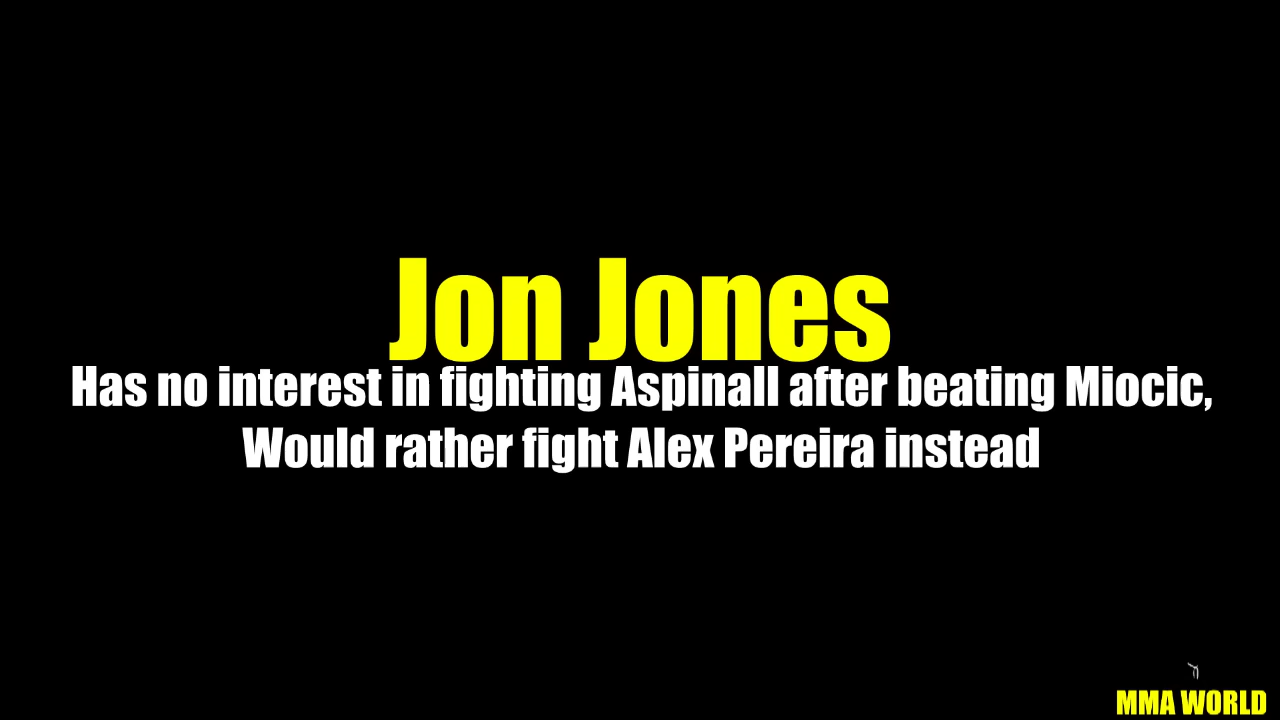 Jon Jones
Has no interest in fighting Aspinall after beating Miocic,
Would rather fight Alex Pereira instead
MMA WORLD